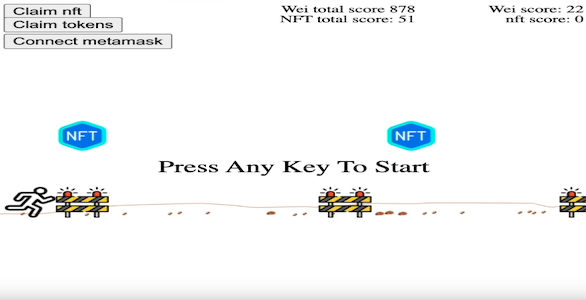 Claim nft
Claim tokens
Connect metamask
Wei total score 878
NFT total score: 51
Wei score: 22
nft score: 0
NFT
NFT
Press Any Key To Start